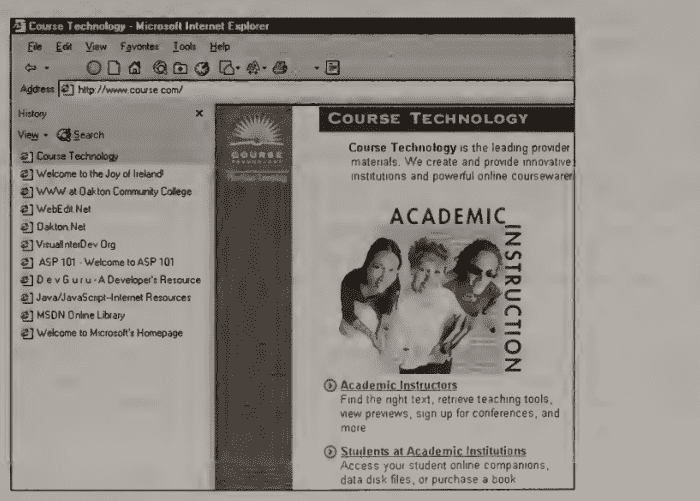 Course Technology - Microsoft Internet Explorer
File Edit View Favorites Tools Help
Address http://www.course.com/
History x
View Search
Course Technology
Welcome to the Joy of Ireland!
WWW at Oakton Community College
WebEdit.Net
Oakton.Net
VisualInterDev.Org
ASP 101 - Welcome to ASP 101
D e v G u r u - A Developer's Resource
Java/JavaScript--Internet Resources
MSDN Online Library
Welcome to Microsoft's Homepage
COURSE
TECHNOLOGY
COURSE TECHNOLOGY
Course Technology is the leading provider
materials. We create and provide innovative
institutions and powerful online courseware
ACADEMIC
INSTRUCTION
Academic Instructors
Find the right text, retrieve teaching tools,
view previews, sign up for conferences, and
more
Students at Academic Institutions
Access your student online companions,
data disk files, or purchase a book